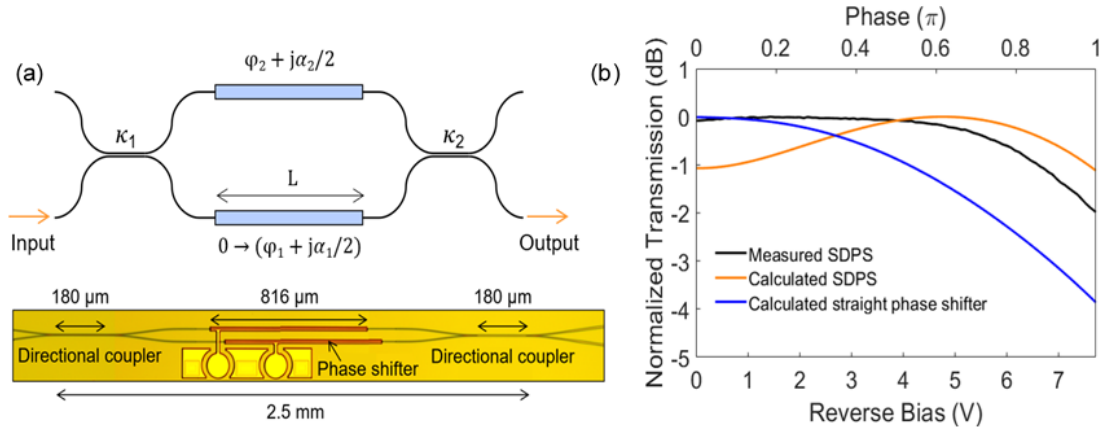 (a)
φ₂ + jα₂/2
κ₁
κ₂
L
Input
Output
0 → (φ₁ + jα₁/2)
180 μm
816 μm
180 μm
Directional coupler
Phase shifter
Directional coupler
2.5 mm
(b)
Phase (π)
0 0.2 0.4 0.6 0.8 1
Normalized Transmission (dB)
1
0
-1
-2
-3
-4
-5
Measured SDPS
Calculated SDPS
Calculated straight phase shifter
0 1 2 3 4 5 6 7
Reverse Bias (V)